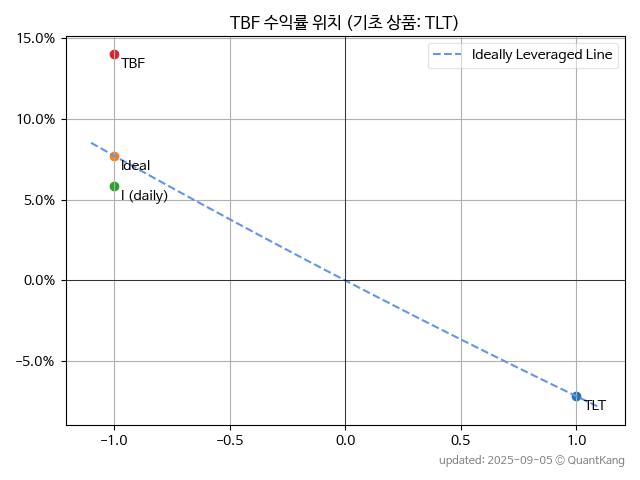 TBF 수익률 위치 (기초 상품: TLT)
15.0%
10.0%
5.0%
0.0%
−5.0%
−1.0
−0.5
0.0
0.5
1.0
Ideally Leveraged Line
TBF
Ideal
I (daily)
TLT
updated: 2025-09-05 © QuantKang